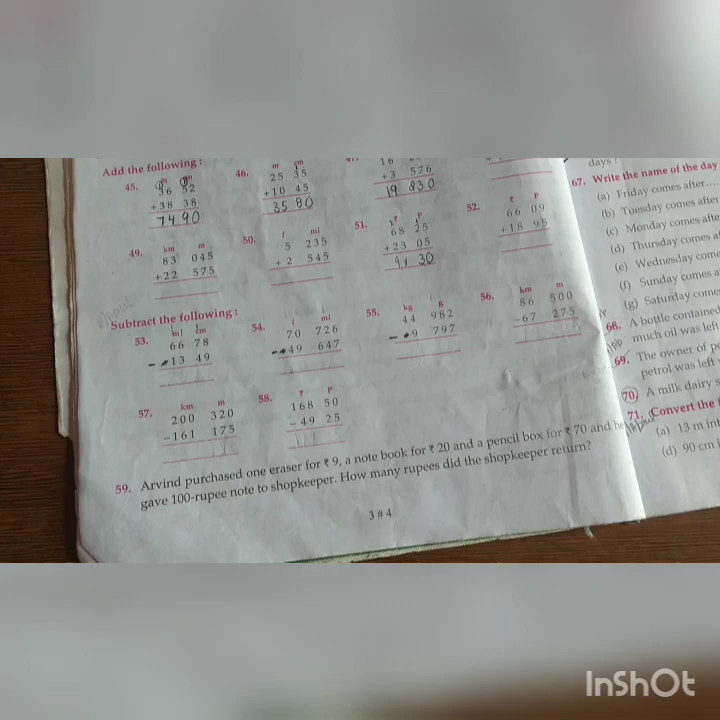 Add the following :
45. 46.
m cm
36 52 25 35 16
+38 38 +10 45 +3 576
74 90 35 80 19 830
49. km m 50. l ml 51. ₹ P 52. ₹ P
83 045 5 235 68 25 66 09
+22 575 +2 545 +23 05 +18 95
91 30
Subtract the following :
53. 54. l ml 55. kg g 56. km m
66 78 70 726 44 982 86 500
-13 49 -49 647 -9 797 -67 275
57. km m 58. ₹ P
200 320 168 50
-161 175 -49 25
59. Arvind purchased one eraser for ₹ 9, a note book for ₹ 20 and a pencil box for ₹ 70 and he
gave 100-rupee note to shopkeeper. How many rupees did the shopkeeper return?
3 # 4
days ?
67. Write the name of the day
(a) Friday comes after....
(b) Tuesday comes after
(c) Monday comes afte
(d) Thursday comes a
(e) Wednesday come
(f) Sunday comes a
(g) Saturday come
68. A bottle contained
much oil was left
69. The owner of pe
petrol was left
70. A milk dairy s
71. Convert the f
(a) 13 m int
(d) 90 cm i
InShOt